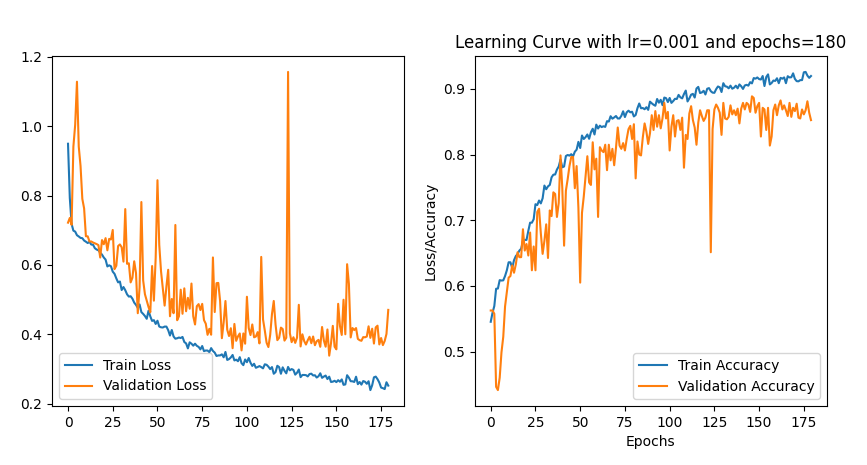 Learning Curve with lr=0.001 and epochs=180
1.2
1.0
0.8
0.6
0.4
0.2
Train Loss
Validation Loss
0 25 50 75 100 125 150 175
Loss/Accuracy
0.9
0.8
0.7
0.6
0.5
Train Accuracy
Validation Accuracy
0 25 50 75 100 125 150 175
Epochs